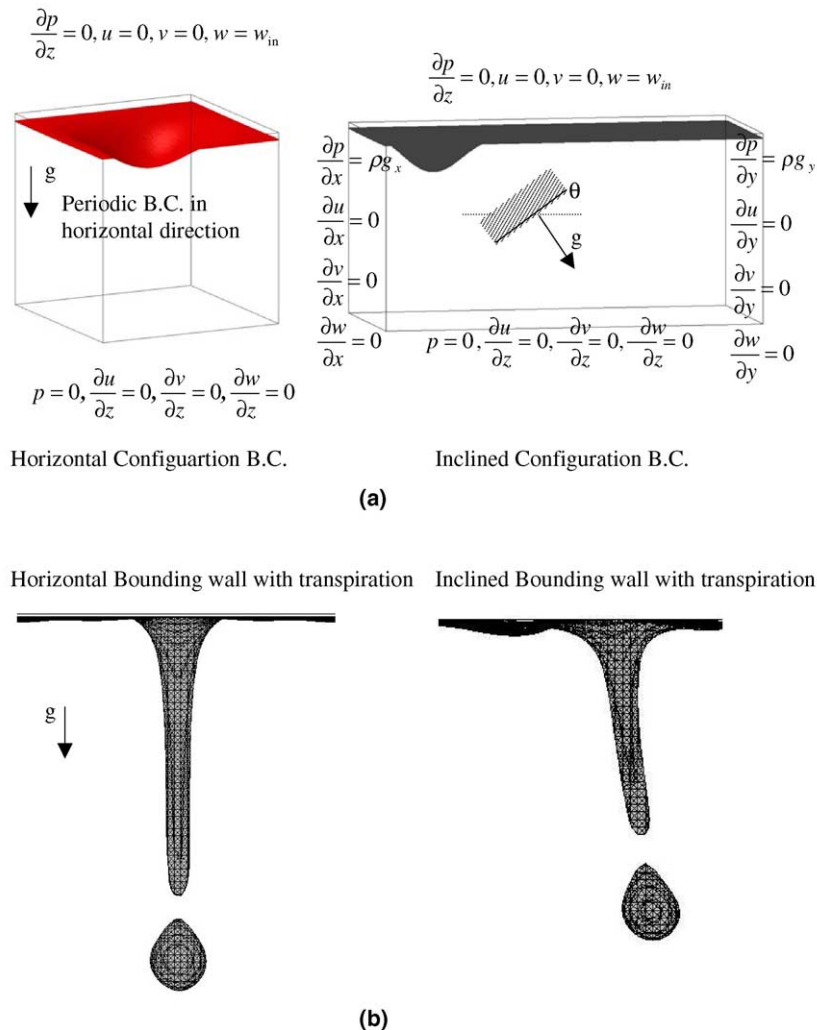 ∂p/∂z = 0, u = 0, v = 0, w = w_in
∂p/∂z = 0, u = 0, v = 0, w = w_in
g
Periodic B.C. in
horizontal direction
∂p/∂x = ρg_x
∂u/∂x = 0
∂v/∂x = 0
∂w/∂x = 0
θ
g
∂p/∂y = ρg_y
∂u/∂y = 0
∂v/∂y = 0
∂w/∂y = 0
p = 0, ∂u/∂z = 0, ∂v/∂z = 0, ∂w/∂z = 0
p = 0, ∂u/∂z = 0, ∂v/∂z = 0, ∂w/∂z = 0
Horizontal Configuartion B.C.
Inclined Configuration B.C.
(a)
Horizontal Bounding wall with transpiration
Inclined Bounding wall with transpiration
g
(b)